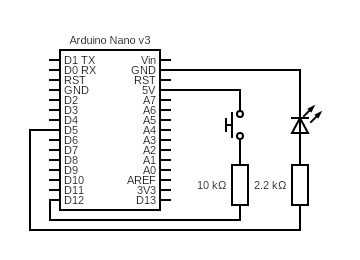 Arduino Nano v3
D1 TX Vin
D0 RX GND
RST RST
GND 5V
D2 A7
D3 A6
D4 A5
D5 A4
D6 A3
D7 A2
D8 A1
D9 A0
D10 AREF
D11 3V3
D12 D13
10 kΩ 2.2 kΩ